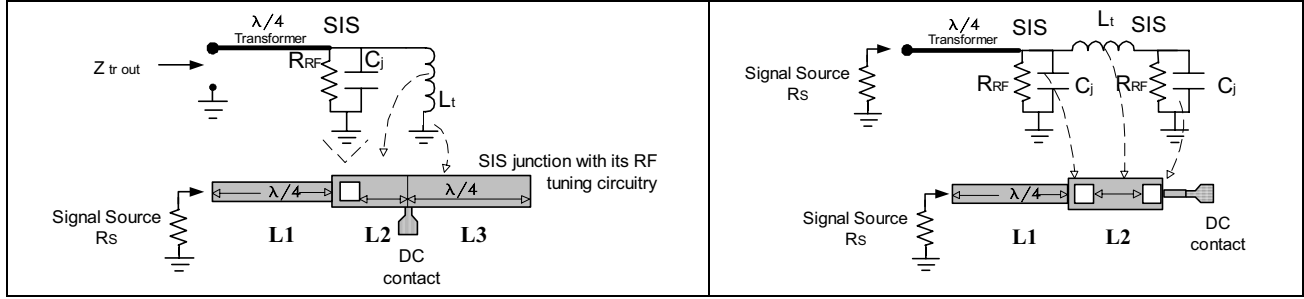 λ/4
Transformer
SIS
RRF
Cj
Z tr out
Lt
SIS junction with its RF
tuning circuitry
λ/4
λ/4
Signal Source
RS
L1
L2
L3
DC
contact
λ/4
Transformer
SIS
Lt
SIS
Signal Source
RS
RRF
Cj
RRF
Cj
λ/4
Signal Source
RS
L1
L2
DC
contact